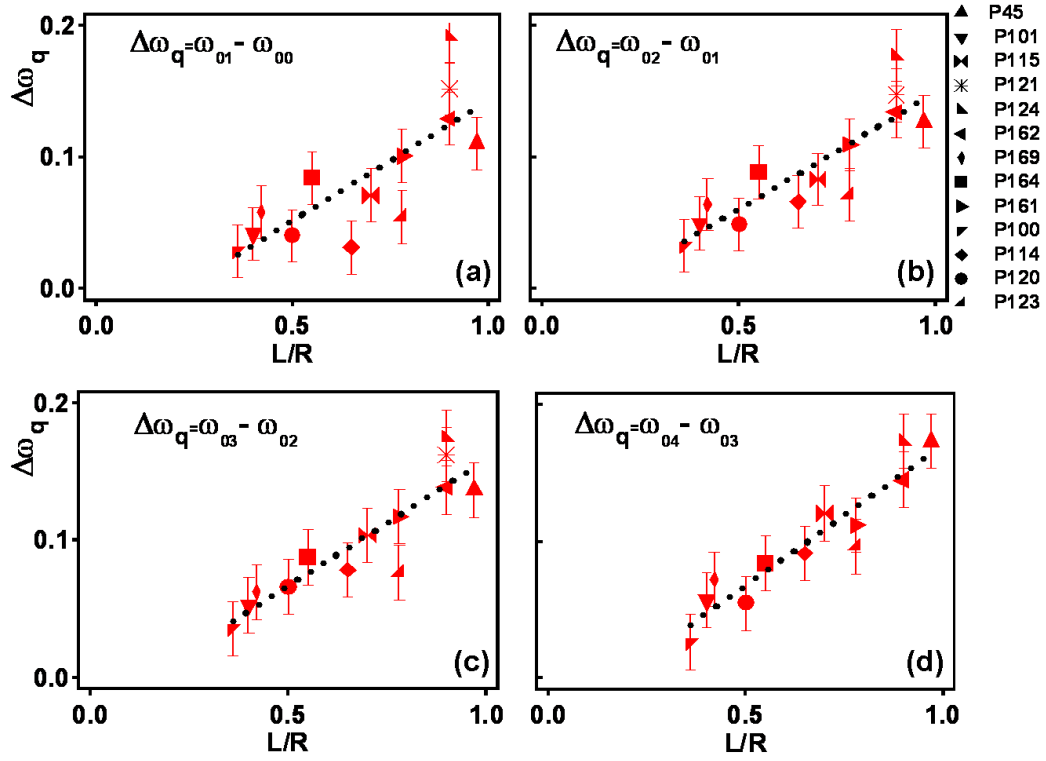 0.2
0.1
0.0
Δω_q
Δω_q=ω_01 - ω_00
(a)
0.0 0.5 1.0
L/R
Δω_q=ω_02 - ω_01
(b)
0.0 0.5 1.0
L/R
P45
P101
P115
P121
P124
P162
P169
P164
P161
P100
P114
P120
P123
0.2
0.1
0.0
Δω_q
Δω_q=ω_03 - ω_02
(c)
0.0 0.5 1.0
L/R
Δω_q=ω_04 - ω_03
(d)
0.0 0.5 1.0
L/R